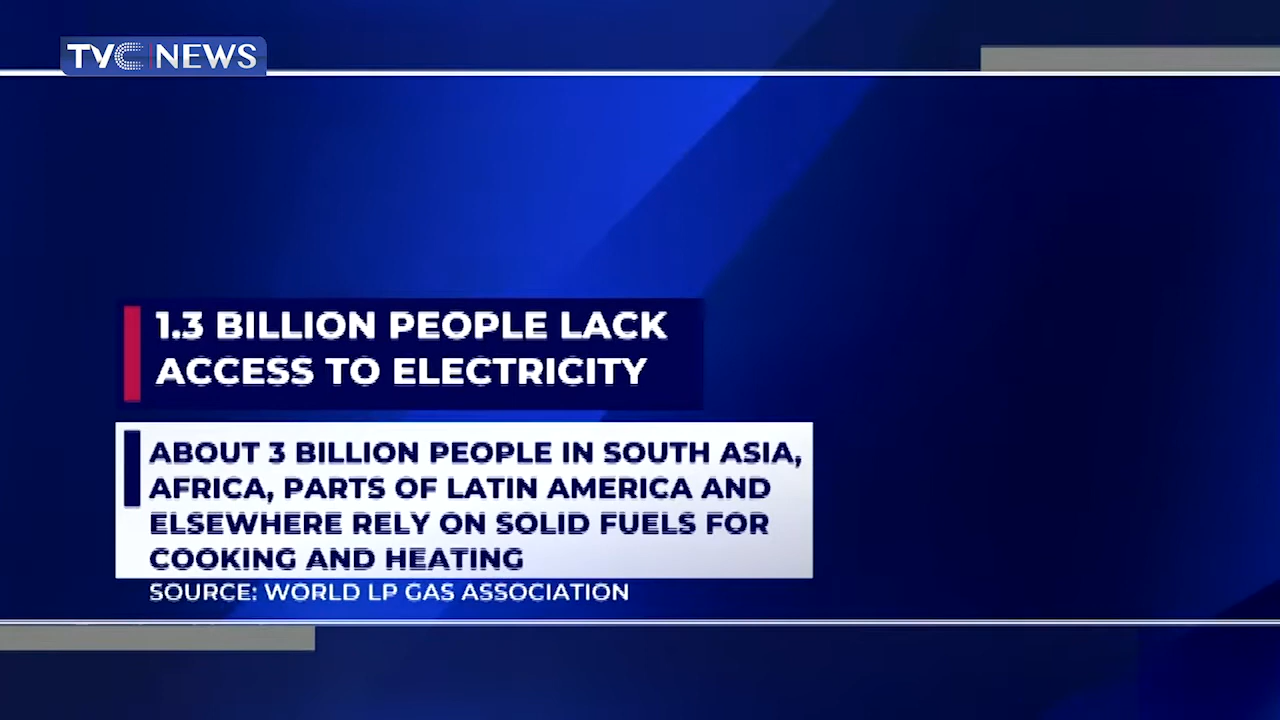 TVC NEWS
1.3 BILLION PEOPLE LACK
ACCESS TO ELECTRICITY
ABOUT 3 BILLION PEOPLE IN SOUTH ASIA,
AFRICA, PARTS OF LATIN AMERICA AND
ELSEWHERE RELY ON SOLID FUELS FOR
COOKING AND HEATING
SOURCE: WORLD LP GAS ASSOCIATION